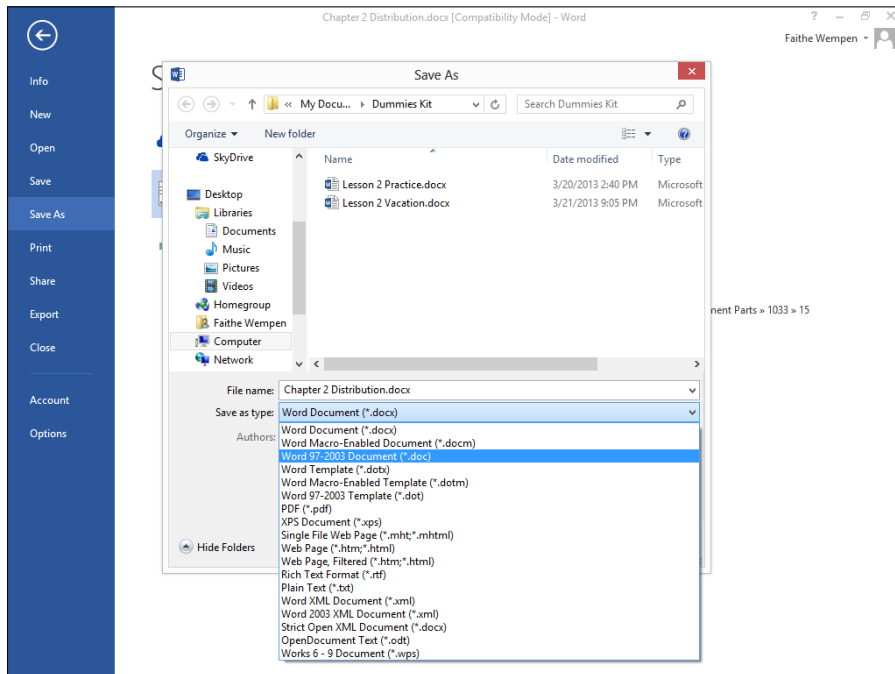 Chapter 2 Distribution.docx [Compatibility Mode] - Word
?
Faithe Wempen
Info
New
Open
Save
Save As
Print
Share
Export
Close
Account
Options
S
Save As
« My Docu... Dummies Kit
Search Dummies Kit
Organize
New folder
Name
Date modified
Type
SkyDrive
Desktop
Libraries
Documents
Music
Pictures
Videos
Homegroup
Faithe Wempen
Computer
Network
Lesson 2 Practice.docx 3/20/2013 2:40 PM Microsoft
Lesson 2 Vacation.docx 3/21/2013 9:05 PM Microsoft
ment Parts » 1033 » 15
File name: Chapter 2 Distribution.docx
Save as type: Word Document (*.docx)
Authors:
Word Document (*.docx)
Word Macro-Enabled Document (*.docm)
Word 97-2003 Document (*.doc)
Word Template (*.dotx)
Word Macro-Enabled Template (*.dotm)
Word 97-2003 Template (*.dot)
PDF (*.pdf)
XPS Document (*.xps)
Single File Web Page (*.mht;*.mhtml)
Web Page (*.htm;*.html)
Web Page, Filtered (*.htm;*.html)
Rich Text Format (*.rtf)
Plain Text (*.txt)
Word XML Document (*.xml)
Word 2003 XML Document (*.xml)
Strict Open XML Document (*.docx)
OpenDocument Text (*.odt)
Works 6 - 9 Document (*.wps)
Hide Folders